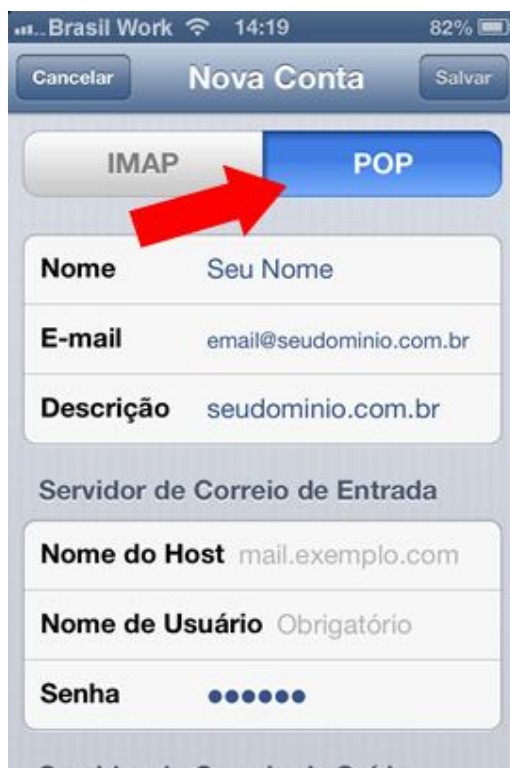 ...Brasil Work 14:19 82%
Cancelar Nova Conta Salvar
IMAP POP
Nome Seu Nome
E-mail email@seudominio.com.br
Descrição seudominio.com.br
Servidor de Correio de Entrada
Nome do Host mail.exemplo.com
Nome de Usuário Obrigatório
Senha ●●●●●●